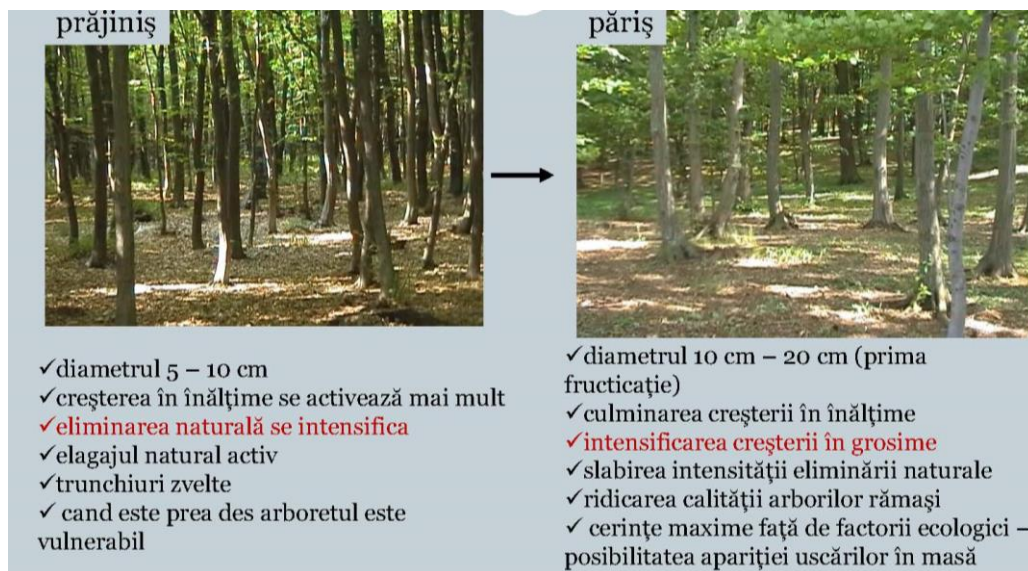 prăjiniş
păriş
✓diametrul 5 – 10 cm
✓creşterea în înălţime se activează mai mult
✓eliminarea naturală se intensifica
✓elagajul natural activ
✓trunchiuri zvelte
✓ cand este prea des arboretul este
vulnerabil
✓diametrul 10 cm – 20 cm (prima
fructicaţie)
✓culminarea creşterii în înălţime
✓intensificarea creşterii în grosime
✓slabirea intensităţii eliminării naturale
✓ridicarea calităţii arborilor rămaşi
✓ cerinţe maxime faţă de factorii ecologici –
posibilitatea apariţiei uscărilor în masă